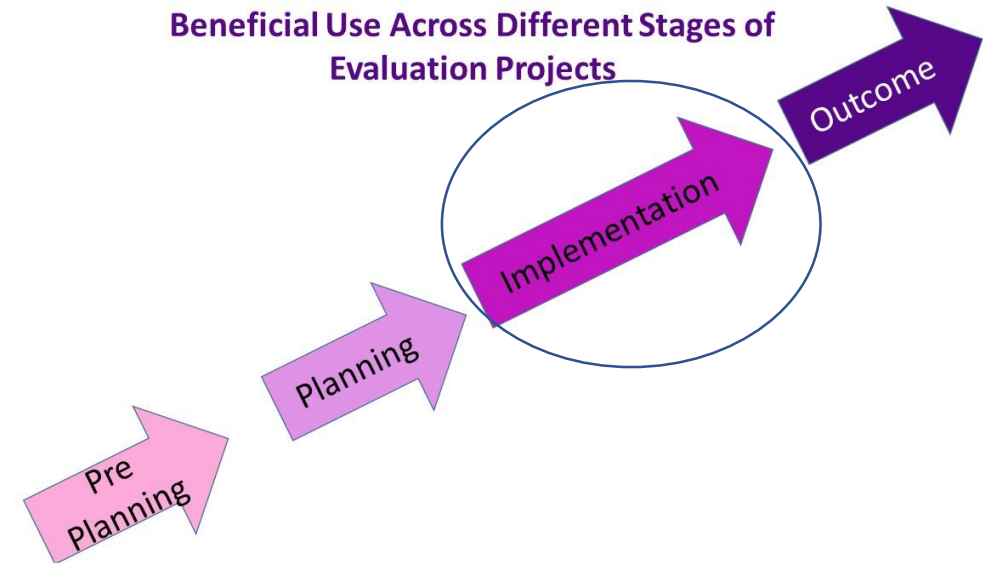 Beneficial Use Across Different Stages of
Evaluation Projects
Pre
Planning
Planning
Implementation
Outcome